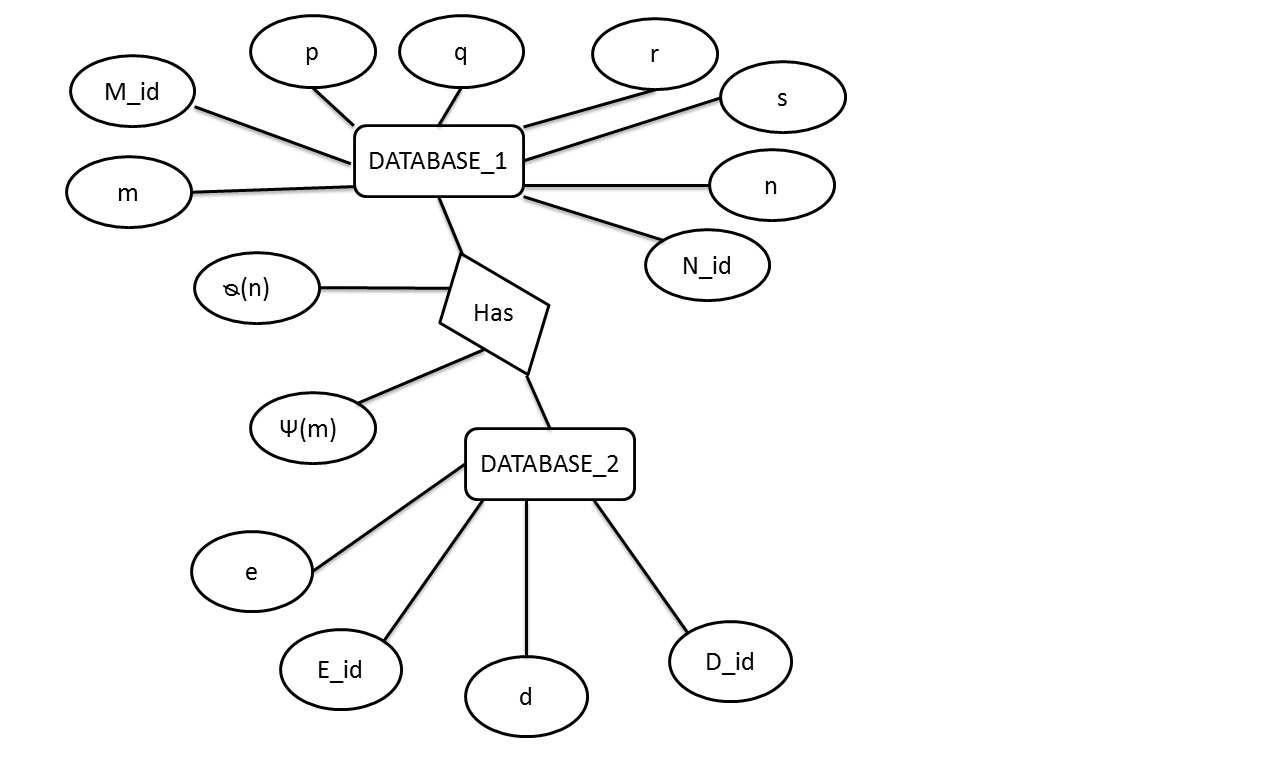 p
q
r
M_id
s
DATABASE_1
m
n
N_id
ᴓ(n)
Has
Ψ(m)
DATABASE_2
e
E_id
d
D_id